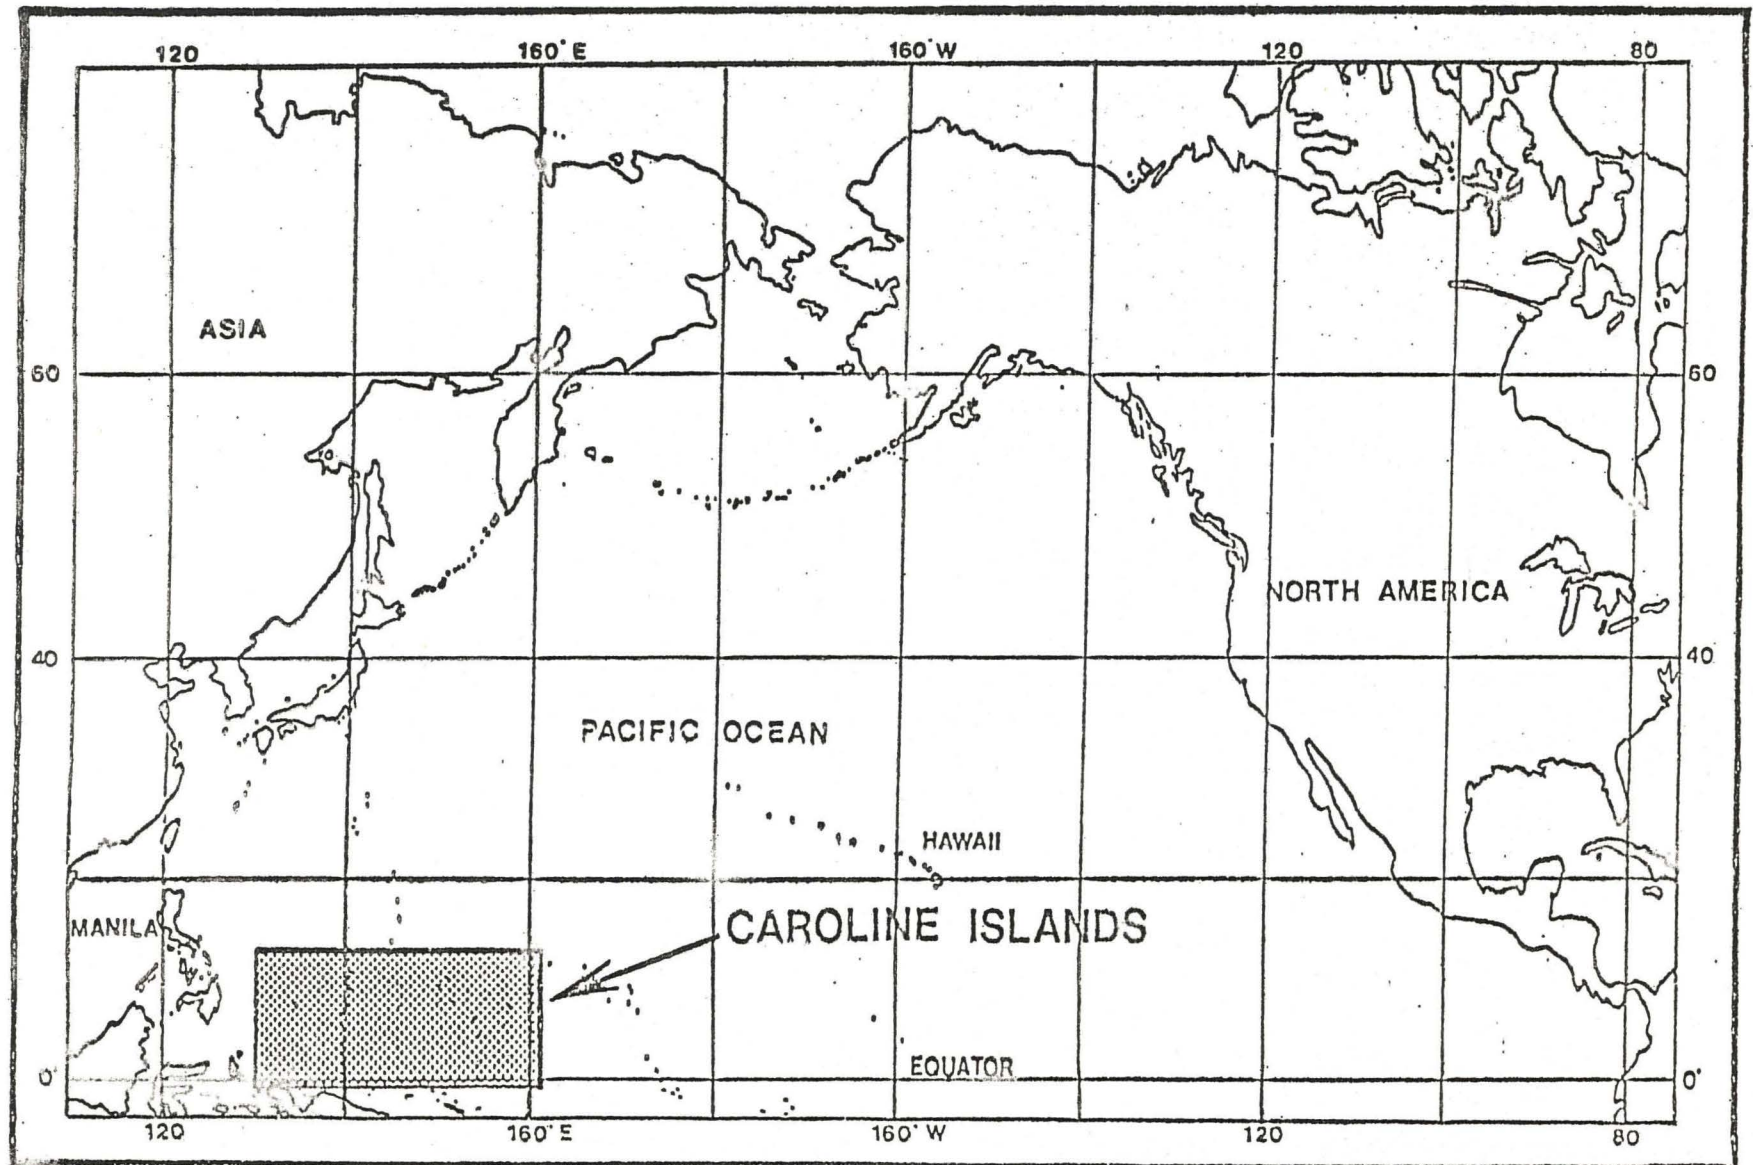 120 160° E 160° W 120 80
ASIA
60 60
NORTH AMERICA
40 40
PACIFIC OCEAN
HAWAII
MANILA
CAROLINE ISLANDS
EQUATOR
0° 0°
120 160° E 160° W 120 80